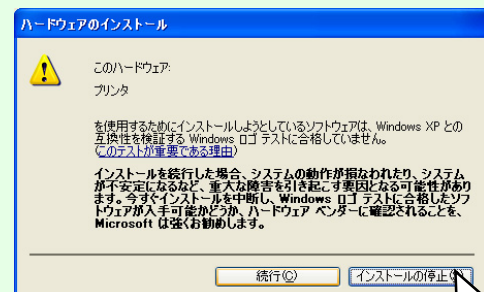 ハードウェアのインストール
このハードウェア:
プリンタ
を使用するためにインストールしようとしているソフトウェアは、Windows XP との
互換性を検証する Windows ロゴ テストに合格していません。
(このテストが重要である理由)
インストールを続行した場合、システムの動作が損なわれたり、システム
が不安定になるなど、重大な障害を引き起こす要因となる可能性があり
ます。今すぐインストールを中断し、Windows ロゴ テストに合格したソフ
トウェアが入手可能かどうか、ハードウェア ベンダーに確認されることを、
Microsoft は強くお勧めします。
続行(C) インストールの停止